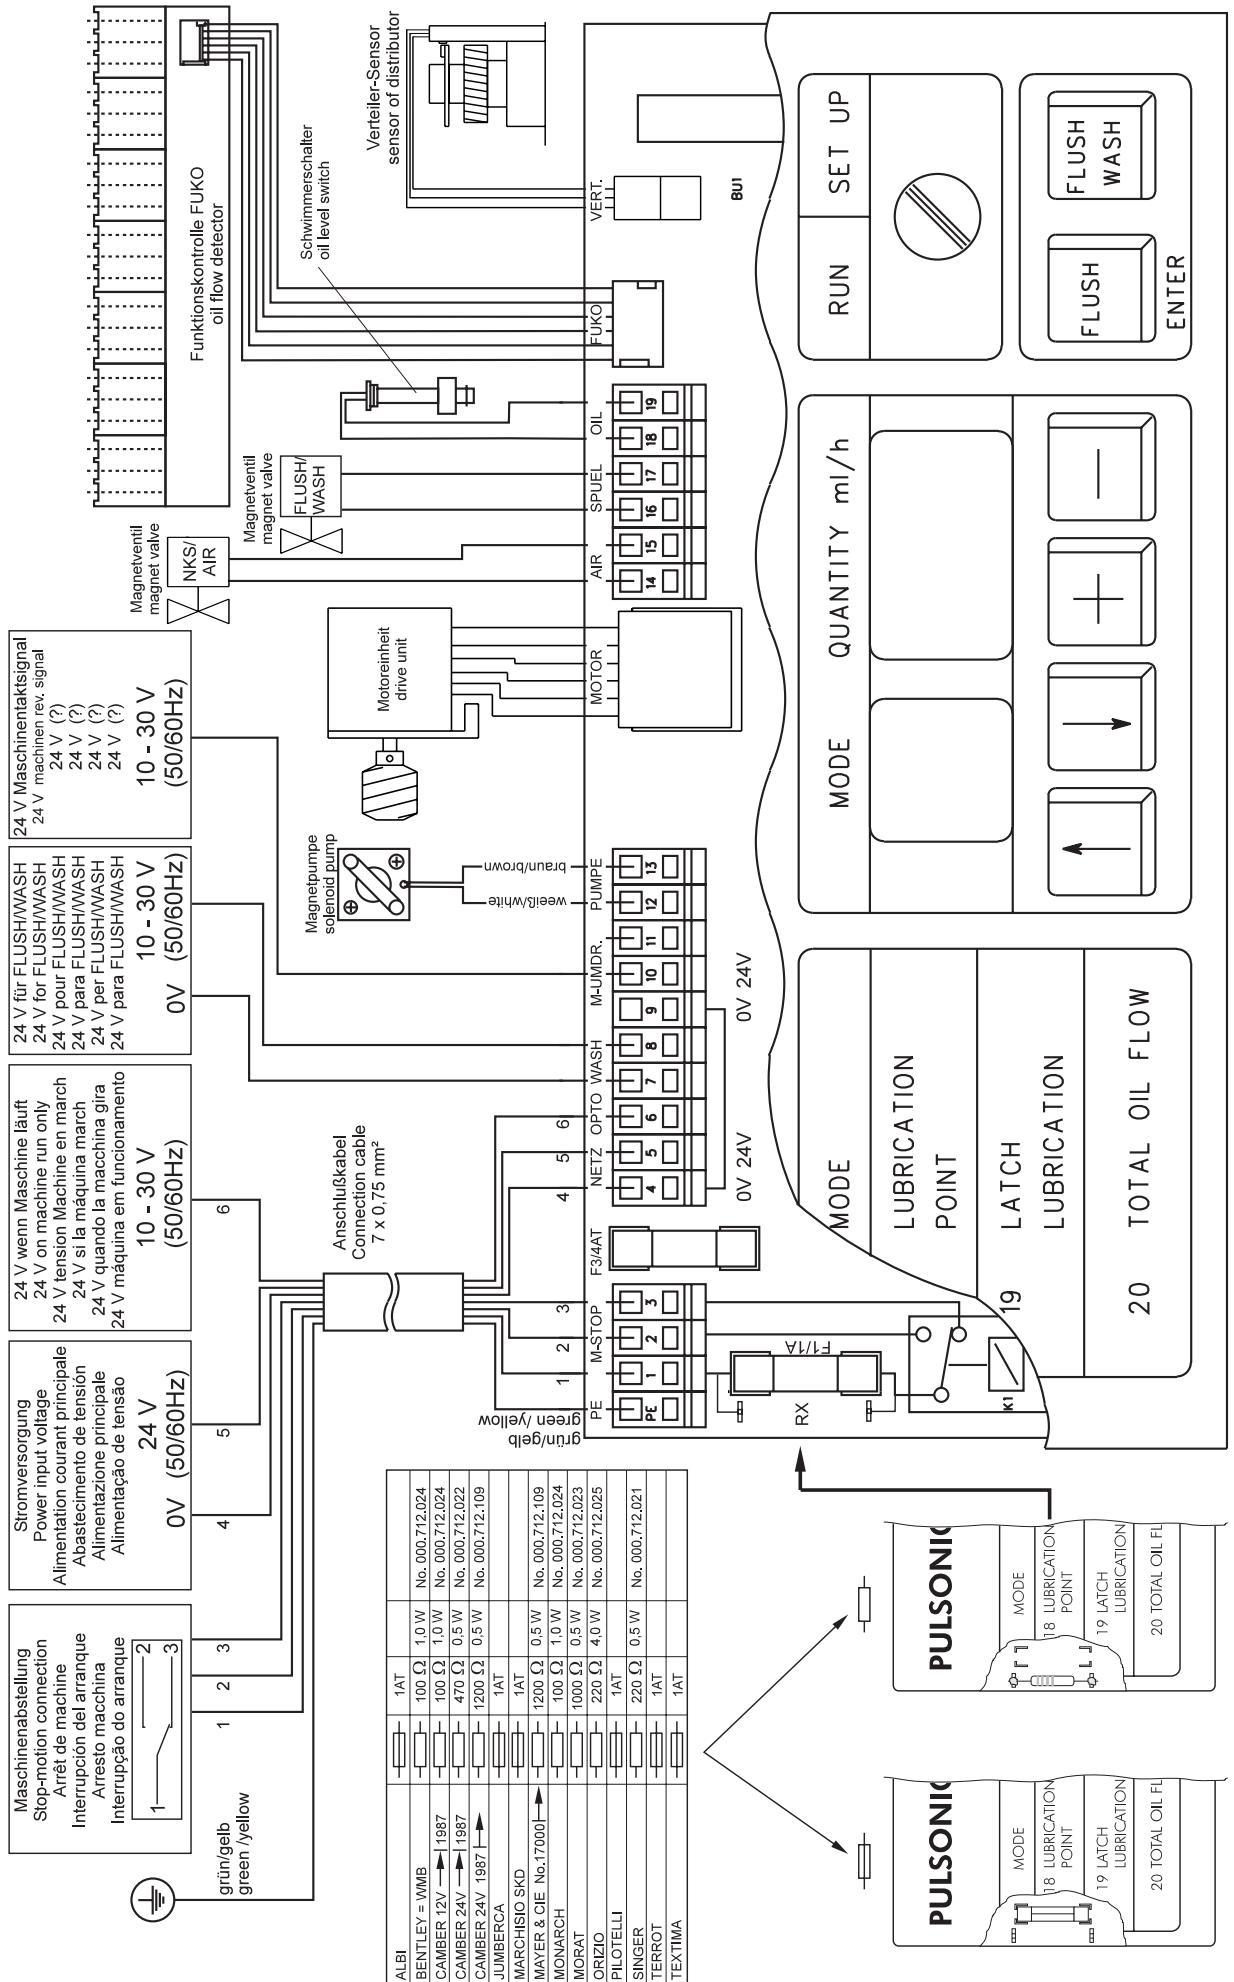 Maschinenabstellung
Stop-motion connection
Arrêt de machine
Interrupción del arranque
Arresto macchina
Interrupção do arranque
1
2
3
1 2 3
grün/gelb
green /yellow
Stromversorgung
Power input voltage
Alimentation courant principale
Abastecimento de tensión
Alimentazione principale
Alimentação de tensão
24 V
0V (50/60Hz)
4 5
24 V wenn Maschine läuft
24 V on machine run only
24 V tension Machine en march
24 V si la máquina march
24 V quando la macchina gira
24 V máquina em funcionamento
10 - 30 V
(50/60Hz)
6
24 V für FLUSH/WASH
24 V for FLUSH/WASH
24 V pour FLUSH/WASH
24 V para FLUSH/WASH
24 V per FLUSH/WASH
24 V para FLUSH/WASH
10 - 30 V
0V (50/60Hz)
24 V Maschinentaktsignal
24 V machinen rev. signal
24 V (?)
24 V (?)
24 V (?)
24 V (?)
10 - 30 V
(50/60Hz)
Anschlußkabel
Connection cable
7 x 0,75 mm²
Magnetpumpe
solenoid pump
weeiß/white
braun/brown
Motoreinheit
drive unit
Magnetventil
magnet valve
NKS/
AIR
Magnetventil
magnet valve
FLUSH/
WASH
Schwimmerschalter
oil level switch
Funktionskontrolle FUKO
oil flow detector
Verteiler-Sensor
sensor of distributor
grün/gelb
green /yellow
1 2 3 4 5 6
PE M-STOP F3/4AT NETZ OPTO WASH M-UMDR. PUMPE MOTOR AIR SPUEL OIL FUKO VERT.
PE 1 2 3 4 5 6 7 8 9 10 11 12 13 14 15 16 17 18 19
0V 24V
0V 24V
BU1
RX
F1/1A
K1
MODE
LUBRICATION
POINT
19 LATCH
LUBRICATION
20 TOTAL OIL FLOW
MODE QUANTITY ml/h
RUN SET UP
FLUSH
FLUSH
WASH
ENTER
ALBI 1AT
BENTLEY = WMB 100 Ω 1,0 W No. 000.712.024
CAMBER 12V 1987 100 Ω 1,0 W No. 000.712.024
CAMBER 24V 1987 470 Ω 0,5 W No. 000.712.022
CAMBER 24V 1987 1200 Ω 0,5 W No. 000.712.109
JUMBERCA 1AT
MARCHISIO SKD 1AT
MAYER & CIE No.17000 1200 Ω 0,5 W No. 000.712.109
MONARCH 100 Ω 1,0 W No. 000.712.024
MORAT 1000 Ω 0,5 W No. 000.712.023
ORIZIO 220 Ω 4,0 W No. 000.712.025
PILOTELLI 1AT
SINGER 220 Ω 0,5 W No. 000.712.021
TERROT 1AT
TEXTIMA 1AT
PULSONIC
MODE
18 LUBRICATION
POINT
19 LATCH
LUBRICATION
20 TOTAL OIL FL
PULSONIC
MODE
18 LUBRICATION
POINT
19 LATCH
LUBRICATION
20 TOTAL OIL FL